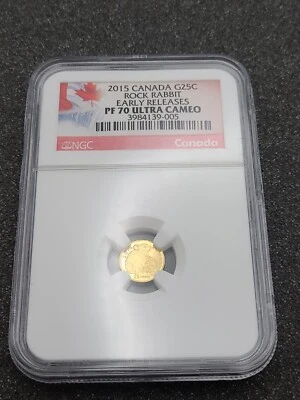 2015 CANADA G25C
ROCK RABBIT
EARLY RELEASES
PF 70 ULTRA CAMEO
3984139-005
NGC
Canada